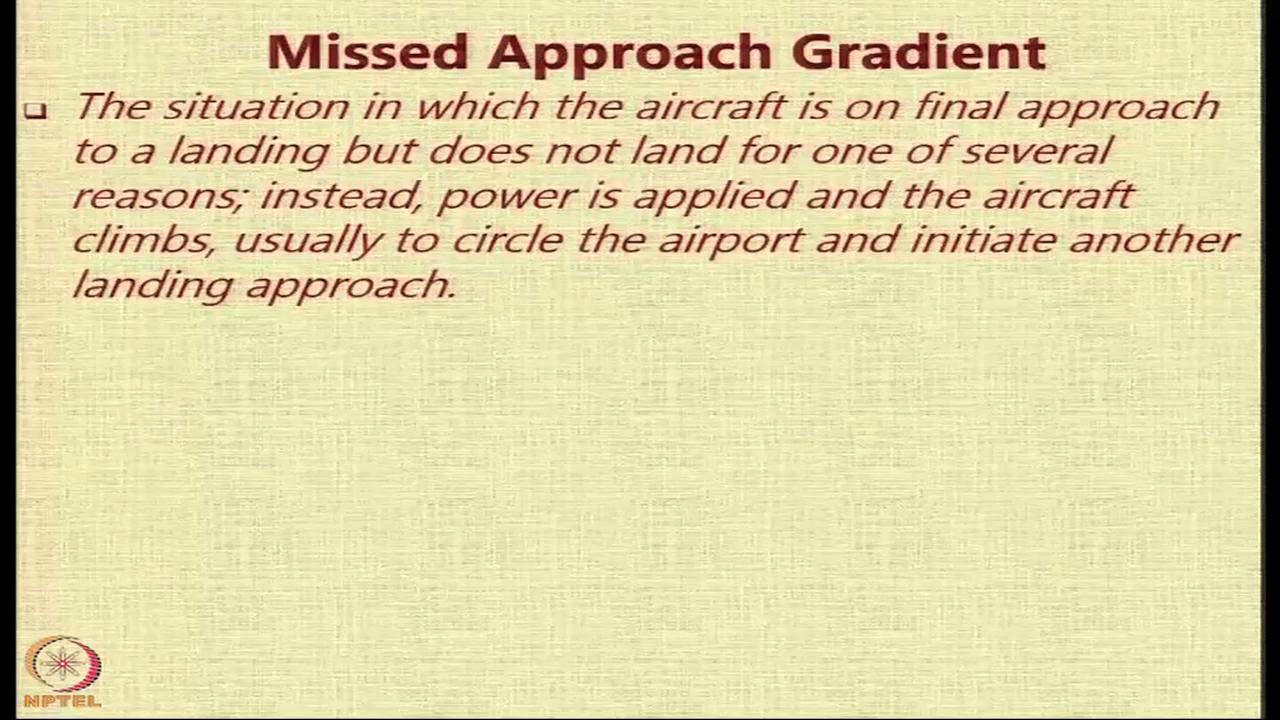 Missed Approach Gradient
The situation in which the aircraft is on final approach
to a landing but does not land for one of several
reasons; instead, power is applied and the aircraft
climbs, usually to circle the airport and initiate another
landing approach.
NPTEL